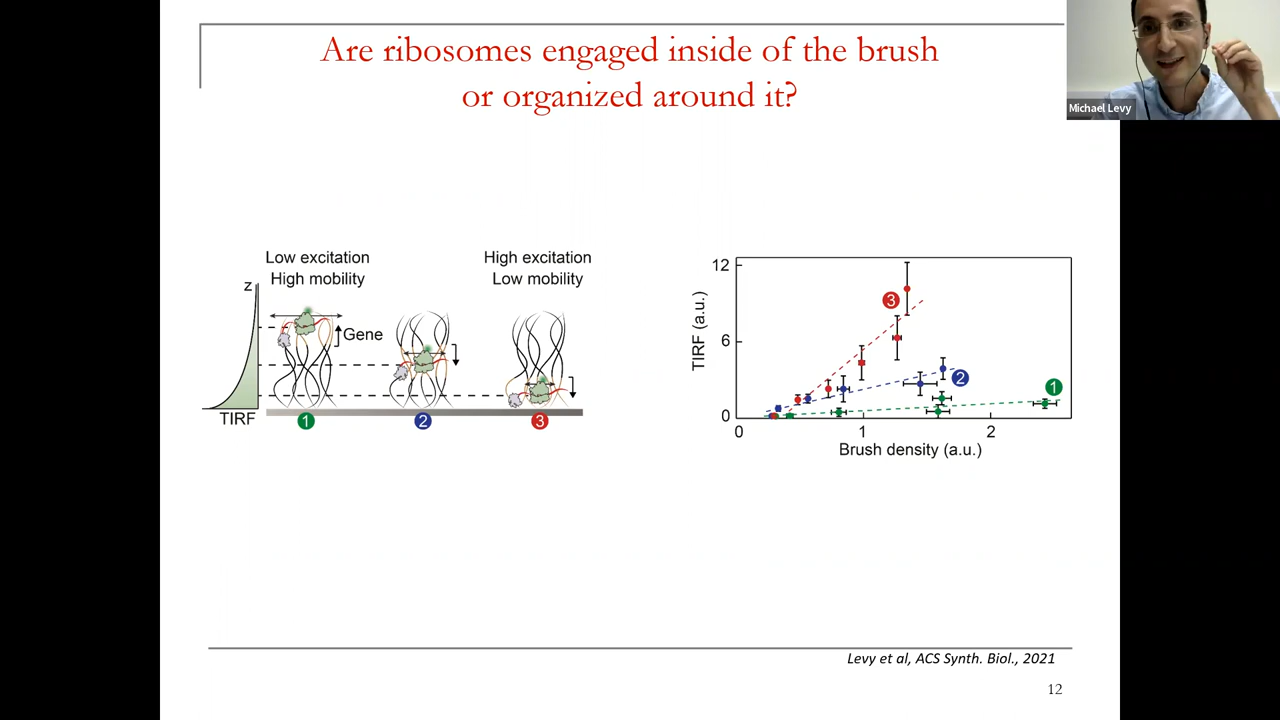 Are ribosomes engaged inside of the brush
or organized around it?
Michael Levy
Low excitation
High mobility
High excitation
Low mobility
z
Gene
TIRF
1
2
3
TIRF (a.u.)
12
6
0
3
2
1
0
1
2
Brush density (a.u.)
Levy et al, ACS Synth. Biol., 2021
12